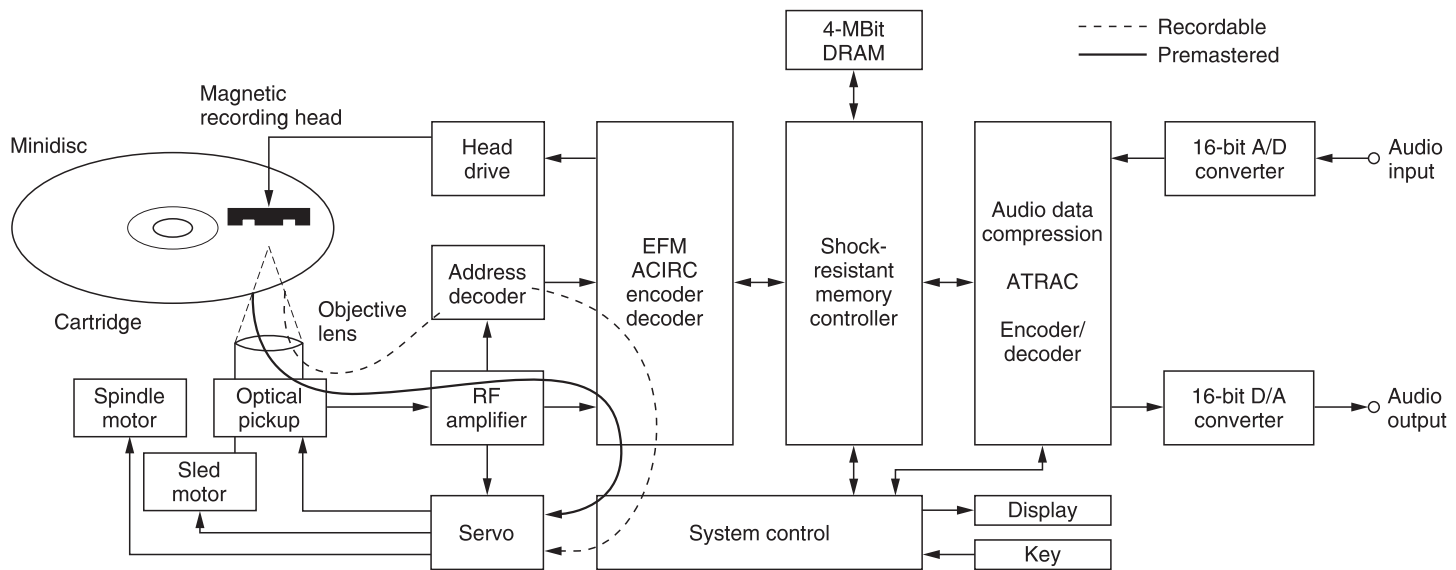 4-MBit
DRAM
Recordable
Premastered
Magnetic
recording head
Minidisc
Head
drive
16-bit A/D
converter
Audio
input
EFM
ACIRC
encoder
decoder
Shock-
resistant
memory
controller
Audio data
compression
ATRAC
Encoder/
decoder
Address
decoder
Cartridge
Objective
lens
Spindle
motor
Optical
pickup
RF
amplifier
16-bit D/A
converter
Audio
output
Sled
motor
Servo
System control
Display
Key